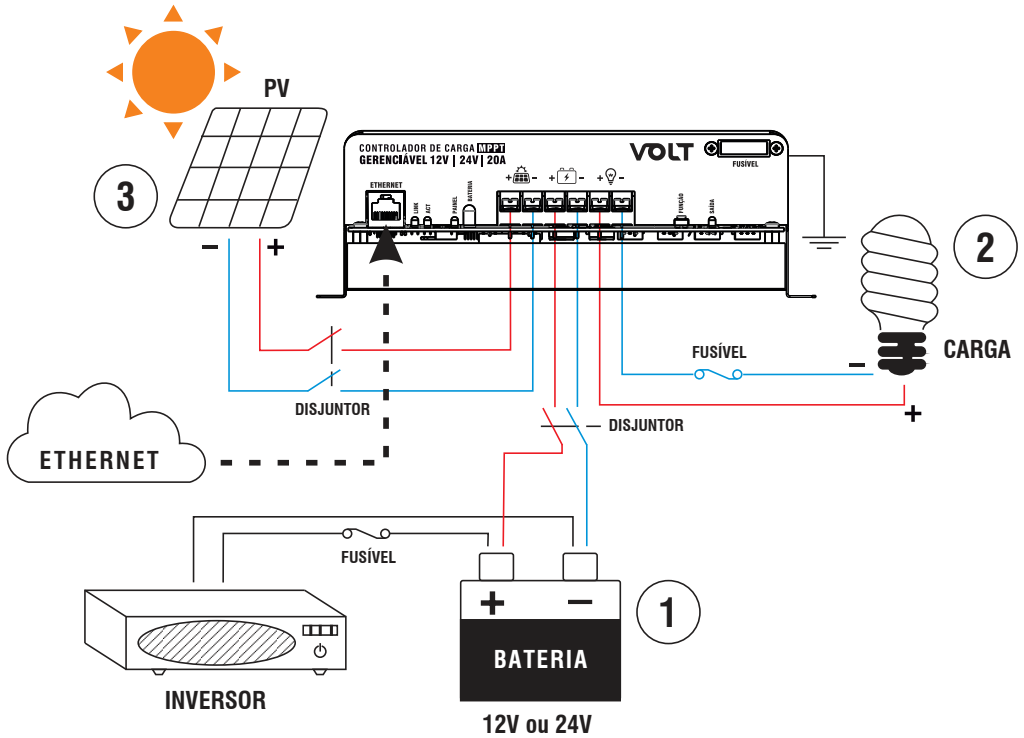 PV
3
− +
CONTROLADOR DE CARGA MPPT
GERENCIÁVEL 12V | 24V | 20A
VOLT
FUSÍVEL
ETHERNET
LINK
ACT
PAINEL
BATERIA
+ -
+ -
+ -
FUNÇÃO
SAÍDA
2
CARGA
−
+
FUSÍVEL
DISJUNTOR
DISJUNTOR
ETHERNET
FUSÍVEL
1
+ −
BATERIA
INVERSOR
12V ou 24V